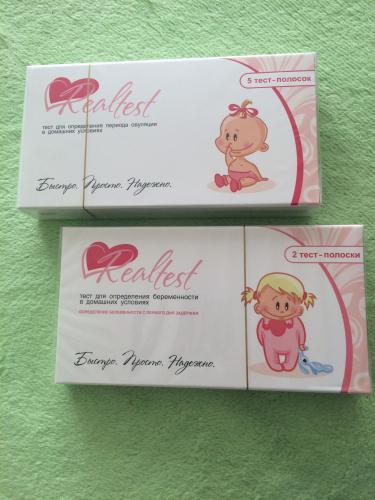 5 тест-полосок
Realtest
тест для определения периода овуляции
в домашних условиях
Быстро. Просто. Надежно.
2 тест-полоски
Realtest
тест для определения беременности
в домашних условиях
ОПРЕДЕЛЕНИЕ БЕРЕМЕННОСТИ С ПЕРВОГО ДНЯ ЗАДЕРЖКИ
Быстро. Просто. Надежно.